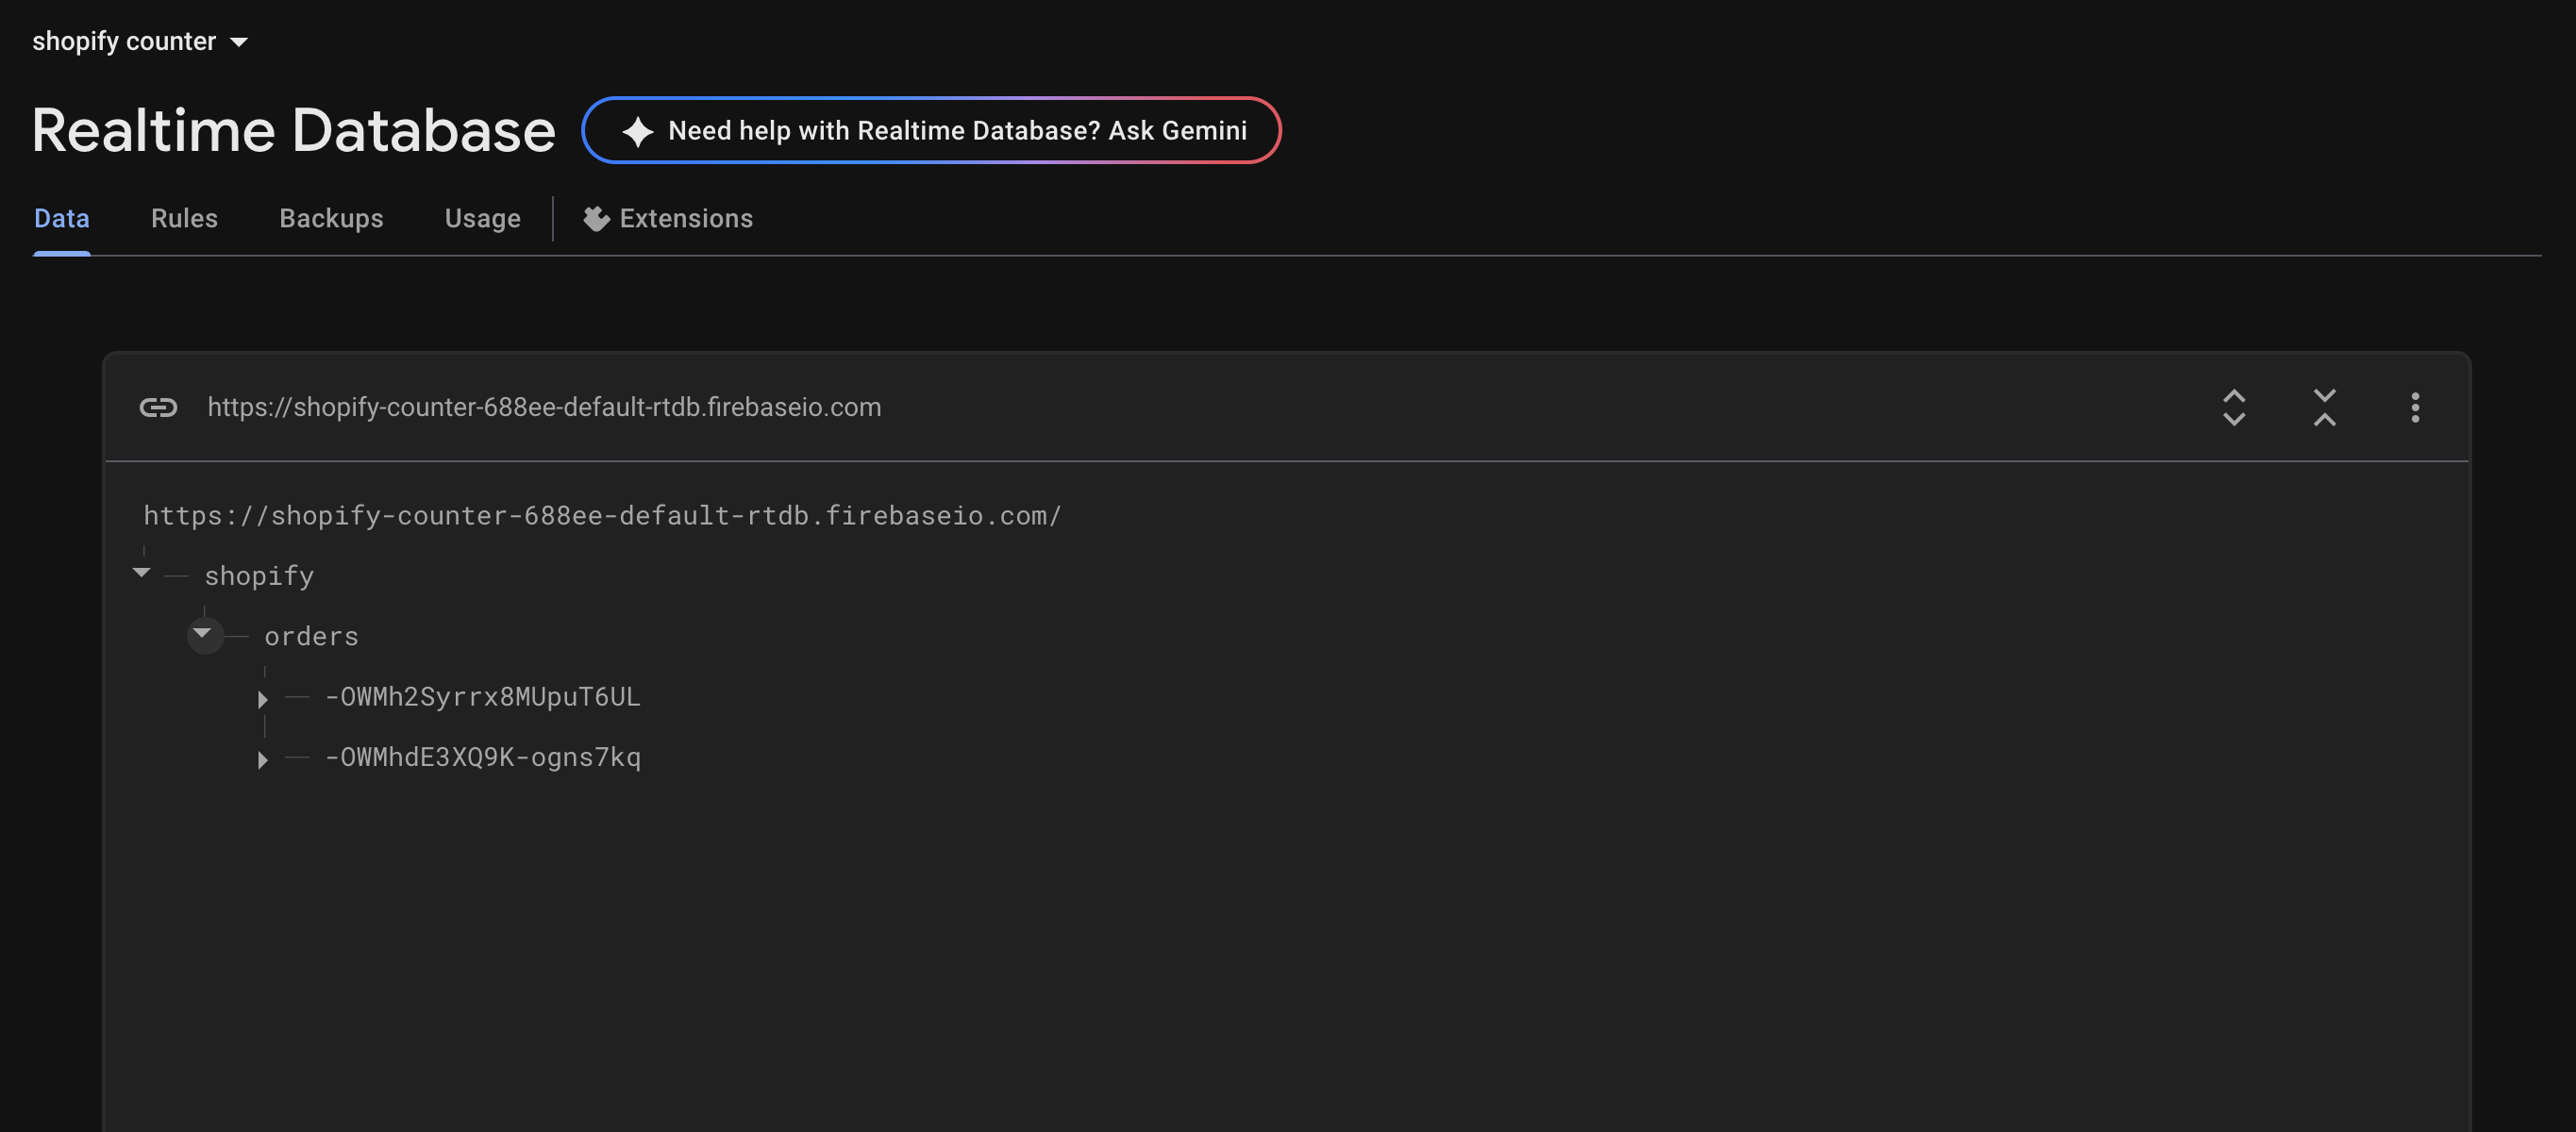 shopify counter
Realtime Database
Need help with Realtime Database? Ask Gemini
Data Rules Backups Usage Extensions
https://shopify-counter-688ee-default-rtdb.firebaseio.com
https://shopify-counter-688ee-default-rtdb.firebaseio.com/
shopify
orders
-OWMh2Syrrx8MUpuT6UL
-OWMhdE3XQ9K-ogns7kq